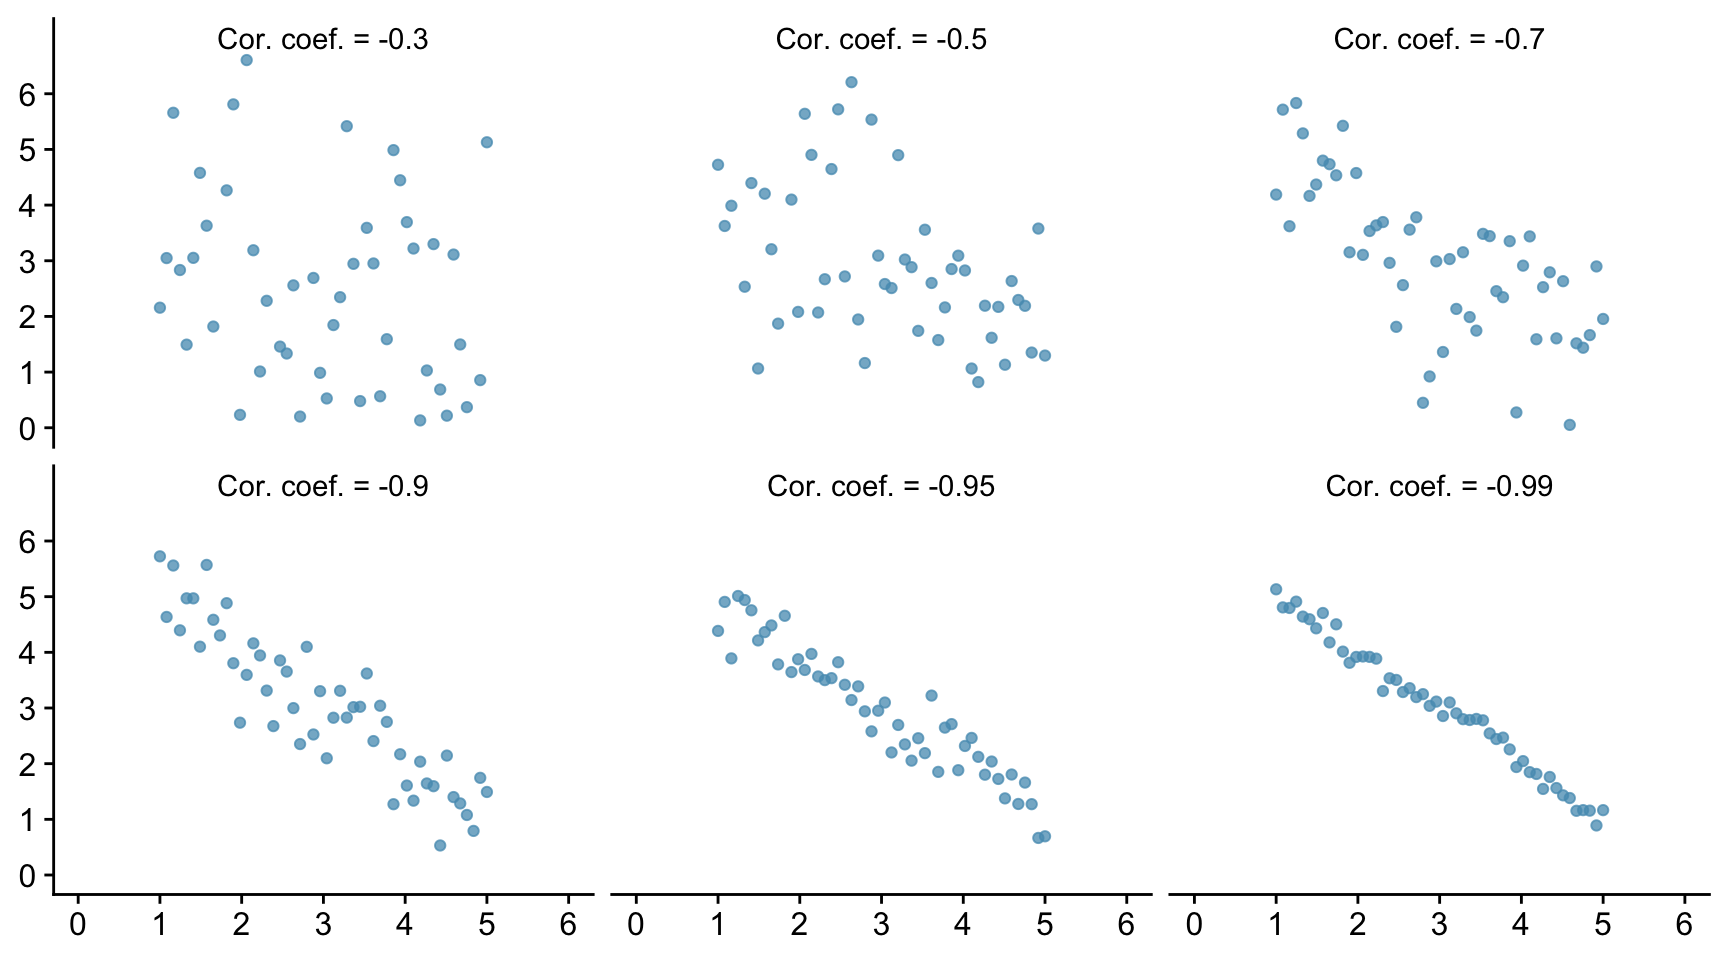 Cor. coef. = -0.3
Cor. coef. = -0.5
Cor. coef. = -0.7
6
5
4
3
2
1
0
Cor. coef. = -0.9
Cor. coef. = -0.95
Cor. coef. = -0.99
6
5
4
3
2
1
0
0 1 2 3 4 5 6
0 1 2 3 4 5 6
0 1 2 3 4 5 6